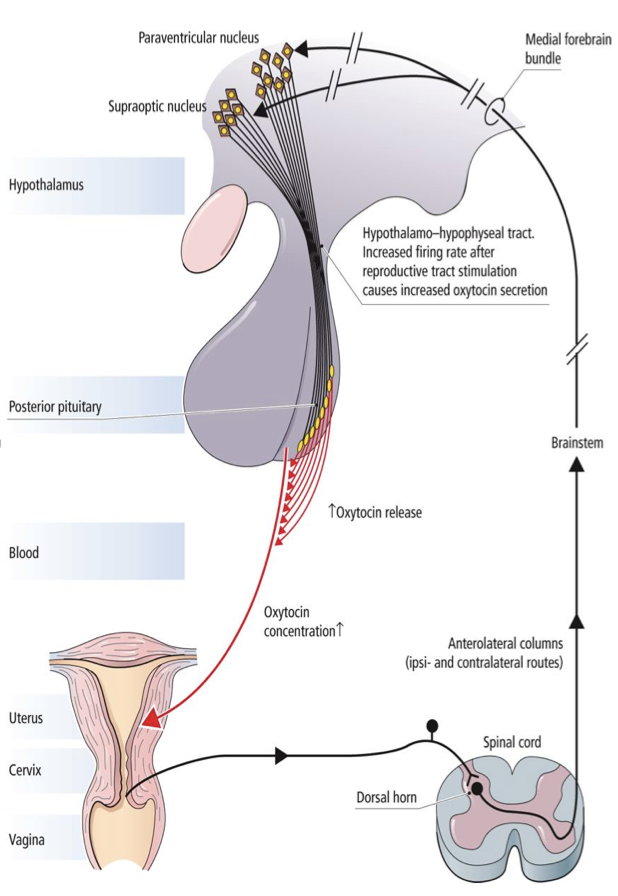 Paraventricular nucleus
Medial forebrain
bundle
Supraoptic nucleus
Hypothalamus
Hypothalamo–hypophyseal tract.
Increased firing rate after
reproductive tract stimulation
causes increased oxytocin secretion
Posterior pituitary
Brainstem
↑Oxytocin release
Blood
Oxytocin
concentration↑
Anterolateral columns
(ipsi- and contralateral routes)
Uterus
Spinal cord
Cervix
Dorsal horn
Vagina